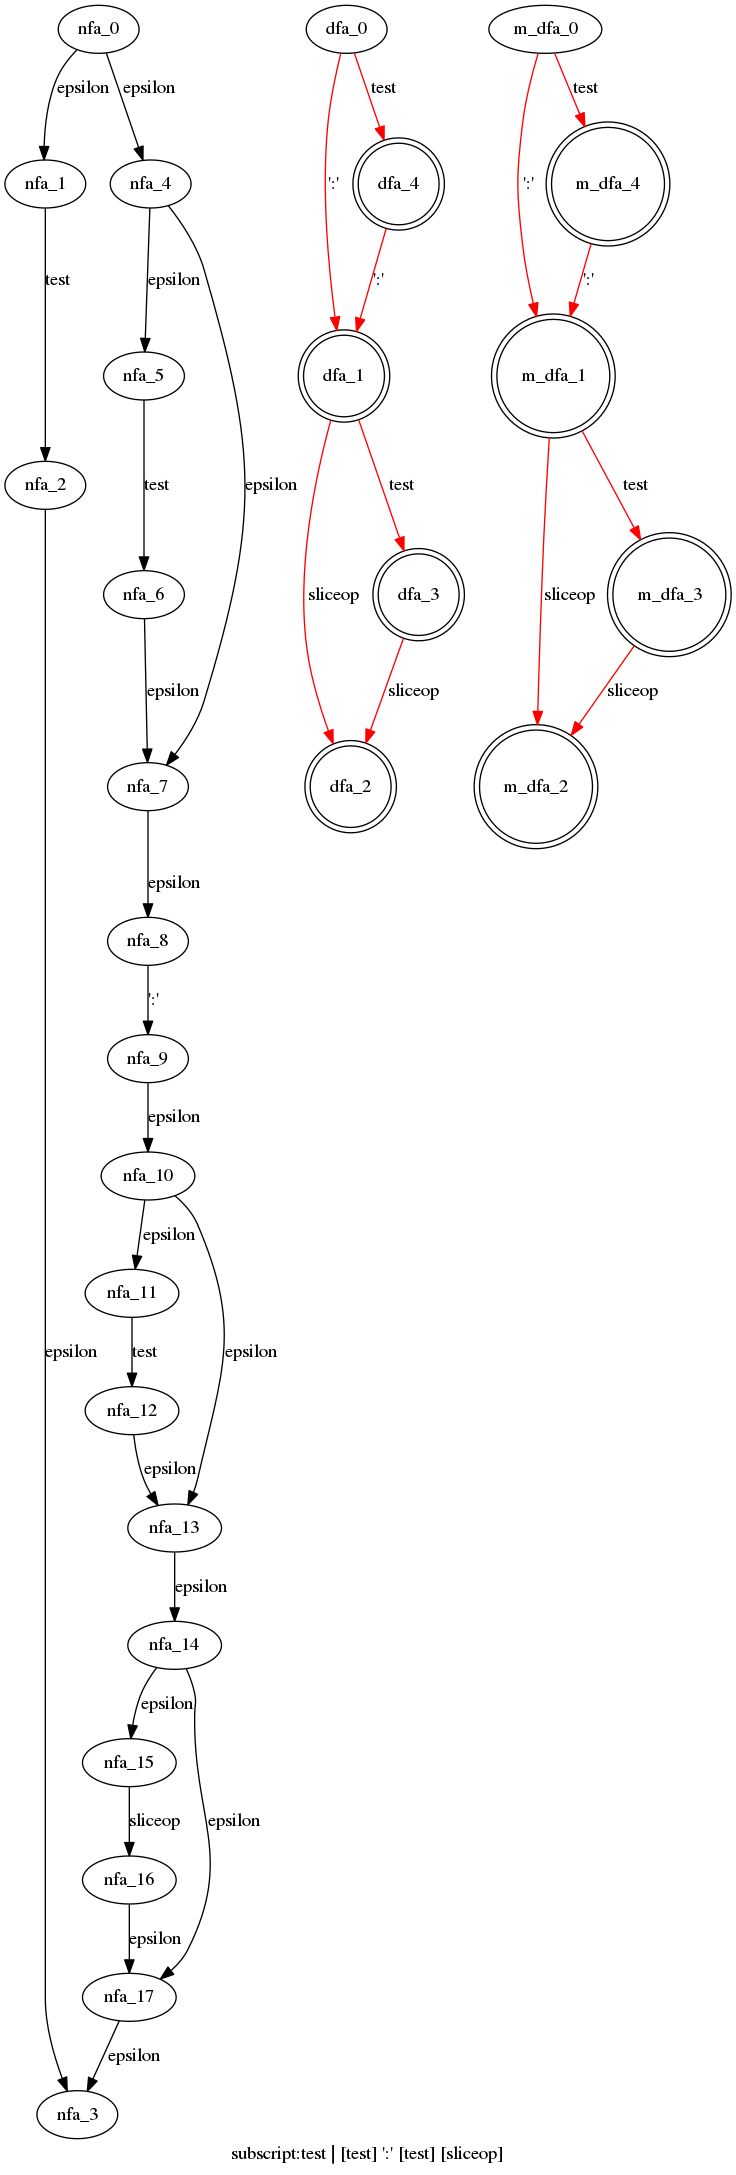 nfa_0
dfa_0
m_dfa_0
epsilon
epsilon
test
test
nfa_1
nfa_4
':'
dfa_4
':'
m_dfa_4
test
epsilon
':'
':'
nfa_5
dfa_1
m_dfa_1
nfa_2
test
epsilon
test
test
nfa_6
sliceop
dfa_3
sliceop
m_dfa_3
epsilon
sliceop
sliceop
nfa_7
dfa_2
m_dfa_2
epsilon
nfa_8
':'
nfa_9
epsilon
nfa_10
epsilon
nfa_11
epsilon
test
epsilon
nfa_12
epsilon
nfa_13
epsilon
nfa_14
epsilon
nfa_15
sliceop
epsilon
nfa_16
epsilon
nfa_17
epsilon
nfa_3
subscript:test | [test] ':' [test] [sliceop]